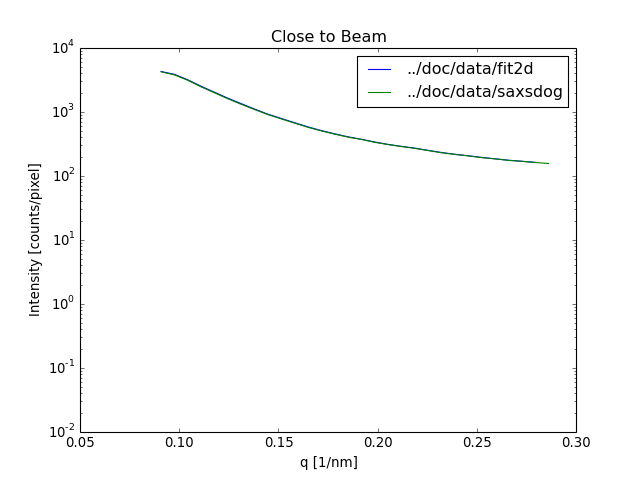 Close to Beam
../doc/data/fit2d
../doc/data/saxsdog
Intensity [counts/pixel]
10^4
10^3
10^2
10^1
10^0
10^-1
10^-2
0.05 0.10 0.15 0.20 0.25 0.30
q [1/nm]